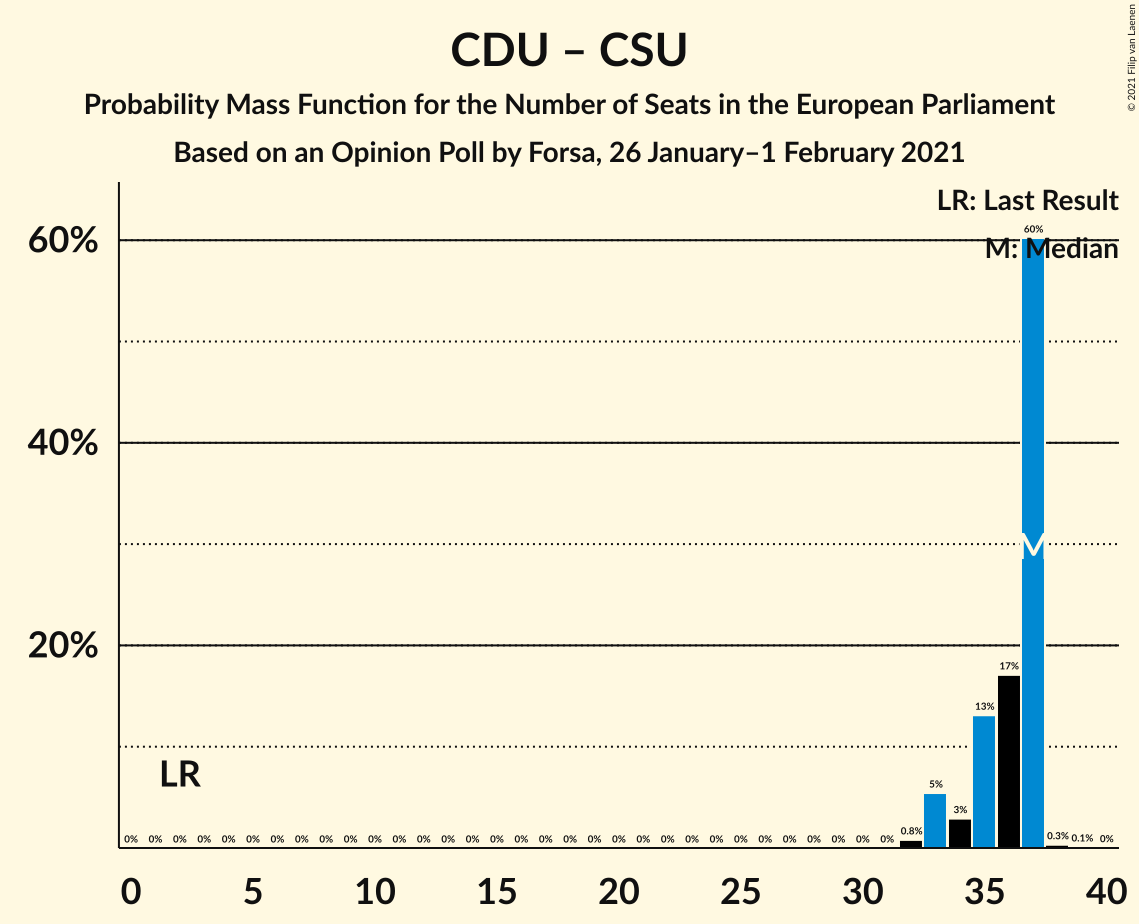 CDU – CSU
Probability Mass Function for the Number of Seats in the European Parliament
Based on an Opinion Poll by Forsa, 26 January–1 February 2021
© 2021 Filip van Laenen
LR: Last Result
M: Median
60%
40%
20%
60%
M
17%
13%
5%
3%
0.8%
0.3%
0.1%
0%
LR
0% 0% 0% 0% 0% 0% 0% 0% 0% 0% 0% 0% 0% 0% 0% 0% 0% 0% 0% 0% 0% 0% 0% 0% 0% 0% 0% 0% 0% 0% 0% 0%
0 5 10 15 20 25 30 35 40